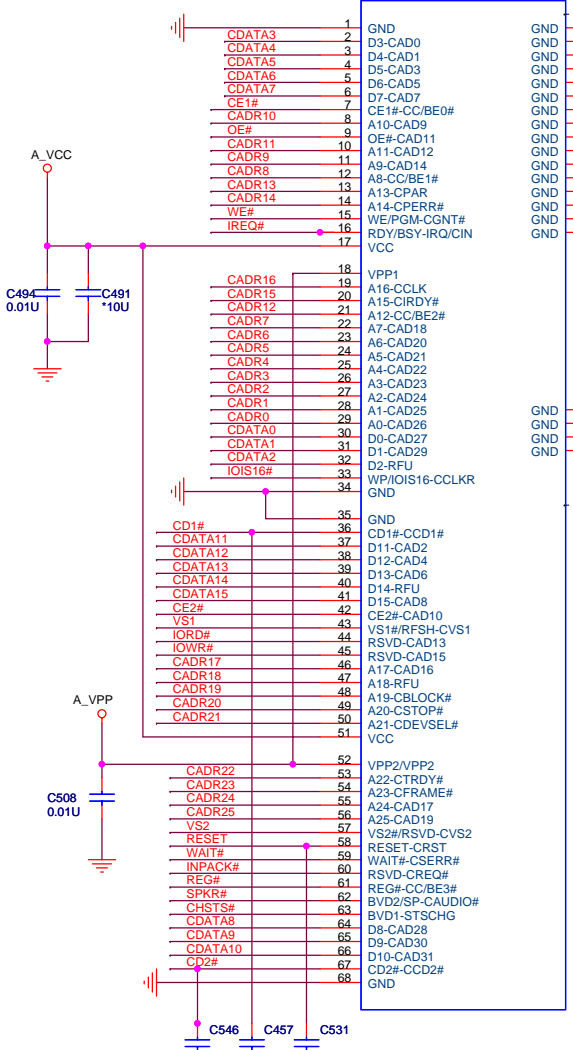 1 GND GND
CDATA3 2 D3-CAD0 GND
CDATA4 3 D4-CAD1 GND
CDATA5 4 D5-CAD3 GND
CDATA6 5 D6-CAD5 GND
CDATA7 6 D7-CAD7 GND
CE1# 7 CE1#-CC/BE0# GND
CADR10 8 A10-CAD9 GND
OE# 9 OE#-CAD11 GND
CADR11 10 A11-CAD12 GND
CADR9 11 A9-CAD14 GND
CADR8 12 A8-CC/BE1# GND
CADR13 13 A13-CPAR GND
CADR14 14 A14-CPERR# GND
WE# 15 WE/PGM-CGNT# GND
IREQ# 16 RDY/BSY-IRQ/CIN GND
17 VCC
A_VCC
C494
0.01U
C491
*10U
18 VPP1
CADR16 19 A16-CCLK
CADR15 20 A15-CIRDY#
CADR12 21 A12-CC/BE2#
CADR7 22 A7-CAD18
CADR6 23 A6-CAD20
CADR5 24 A5-CAD21
CADR4 25 A4-CAD22
CADR3 26 A3-CAD23
CADR2 27 A2-CAD24
CADR1 28 A1-CAD25 GND
CADR0 29 A0-CAD26 GND
CDATA0 30 D0-CAD27 GND
CDATA1 31 D1-CAD29 GND
CDATA2 32 D2-RFU
IOIS16# 33 WP/IOIS16-CCLKR
34 GND
35 GND
CD1# 36 CD1#-CCD1#
CDATA11 37 D11-CAD2
CDATA12 38 D12-CAD4
CDATA13 39 D13-CAD6
CDATA14 40 D14-RFU
CDATA15 41 D15-CAD8
CE2# 42 CE2#-CAD10
VS1 43 VS1#/RFSH-CVS1
IORD# 44 RSVD-CAD13
IOWR# 45 RSVD-CAD15
CADR17 46 A17-CAD16
CADR18 47 A18-RFU
CADR19 48 A19-CBLOCK#
CADR20 49 A20-CSTOP#
CADR21 50 A21-CDEVSEL#
51 VCC
A_VPP
C508
0.01U
52 VPP2/VPP2
CADR22 53 A22-CTRDY#
CADR23 54 A23-CFRAME#
CADR24 55 A24-CAD17
CADR25 56 A25-CAD19
VS2 57 VS2#/RSVD-CVS2
RESET 58 RESET-CRST
WAIT# 59 WAIT#-CSERR#
INPACK# 60 RSVD-CREQ#
REG# 61 REG#-CC/BE3#
SPKR# 62 BVD2/SP-CAUDIO#
CHSTS# 63 BVD1-STSCHG
CDATA8 64 D8-CAD28
CDATA9 65 D9-CAD30
CDATA10 66 D10-CAD31
CD2# 67 CD2#-CCD2#
68 GND
C546 C457 C531